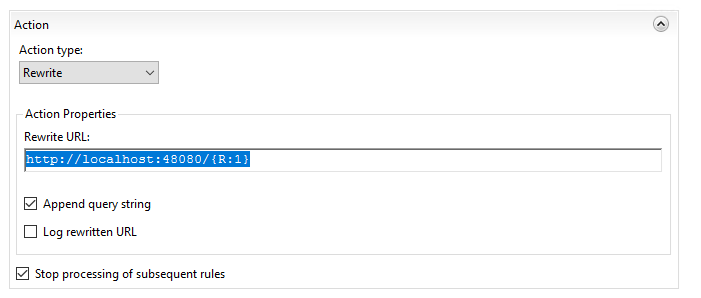 Action
Action type:
Rewrite
Action Properties
Rewrite URL:
http://localhost:48080/{R:1}
Append query string
Log rewritten URL
Stop processing of subsequent rules